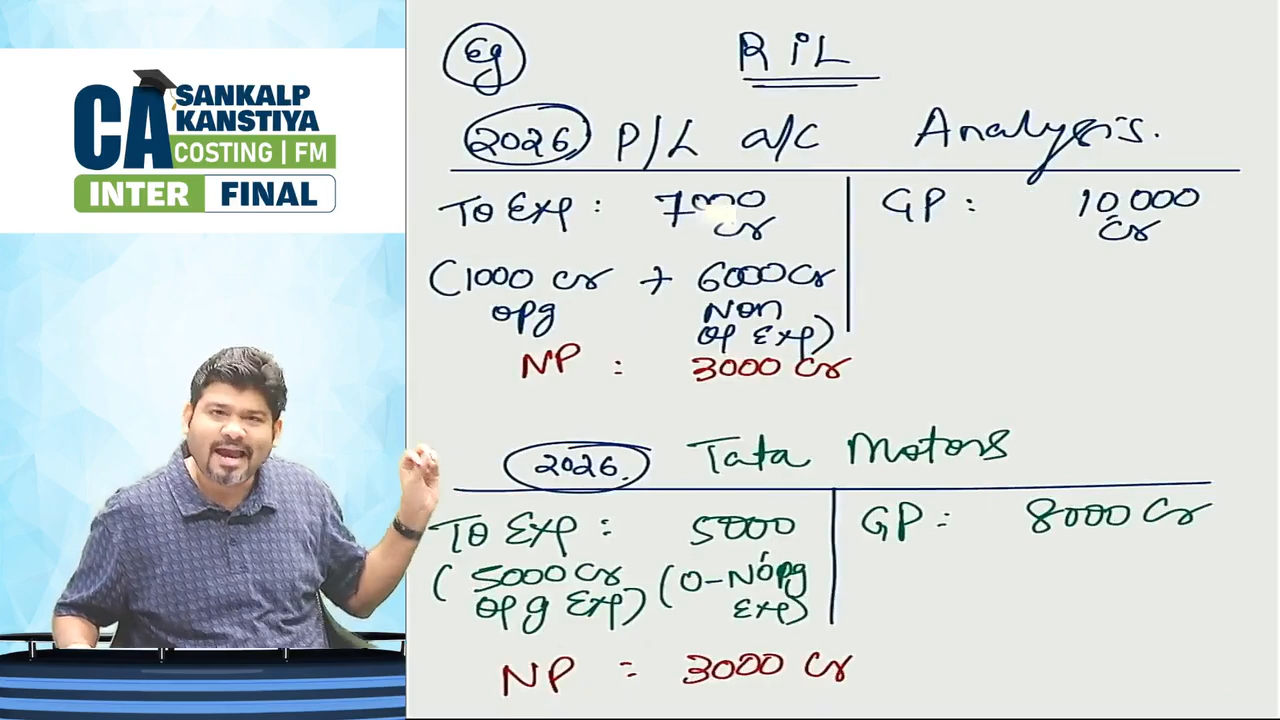 CA SANKALP
KANSTIYA
COSTING | FM
INTER FINAL
Eg RIL
2026 P/L a/c Analysis.
To Exp : 7000 Cr GP : 10,000 Cr
(1000 Cr + 6000 Cr
opg Non
Op Exp)
NP : 3000 Cr
2026. Tata Motors
To Exp : 5000 GP : 8000 Cr
(5000 Cr (0-Nopg
Opg Exp) Exp)
NP = 3000 Cr